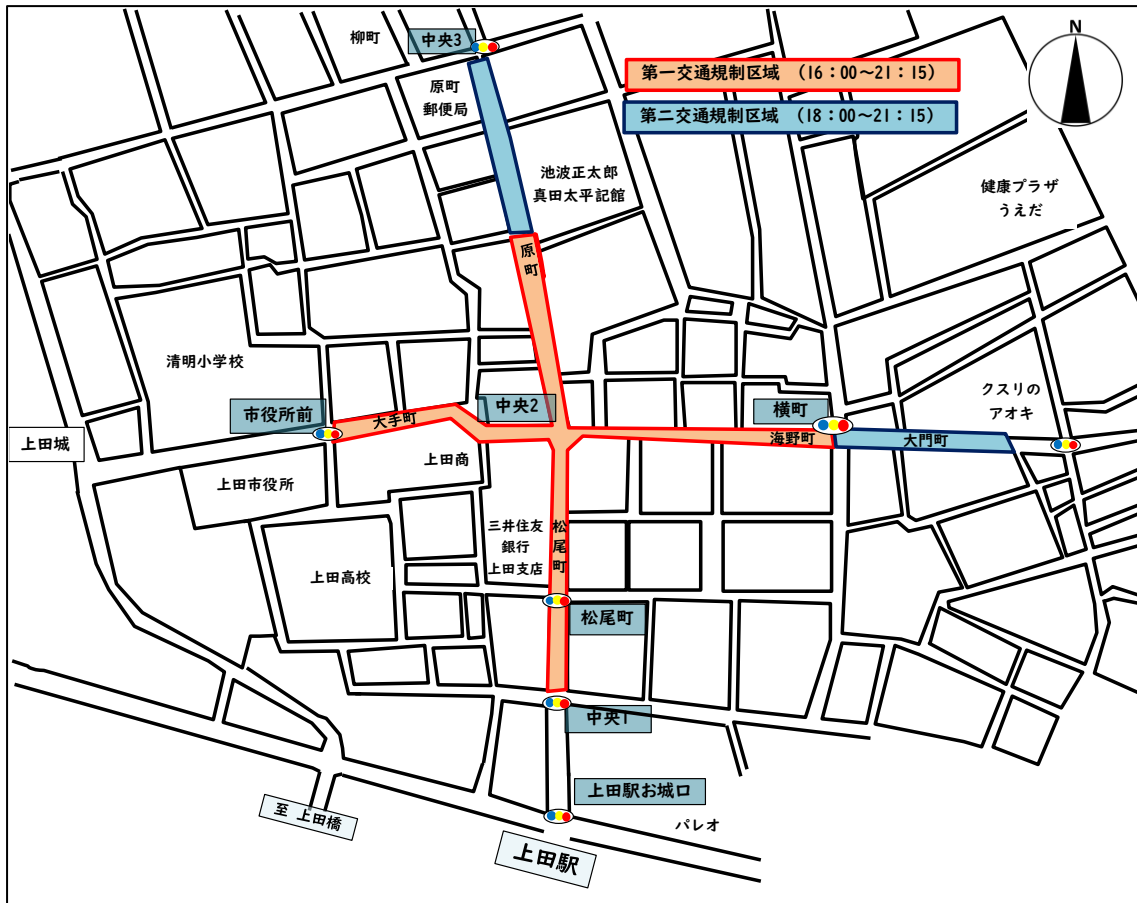 柳町
中央3
N
第一交通規制区域 （16：00～21：15）
原町
郵便局
第二交通規制区域 （18：00～21：15）
池波正太郎
真田太平記館
健康プラザ
うえだ
原町
清明小学校
クスリの
アオキ
市役所前
大手町
中央2
横町
海野町
大門町
上田城
上田商
上田市役所
三井住友
銀行
上田支店
松尾町
上田高校
松尾町
中央1
上田駅お城口
至 上田橋
パレオ
上田駅